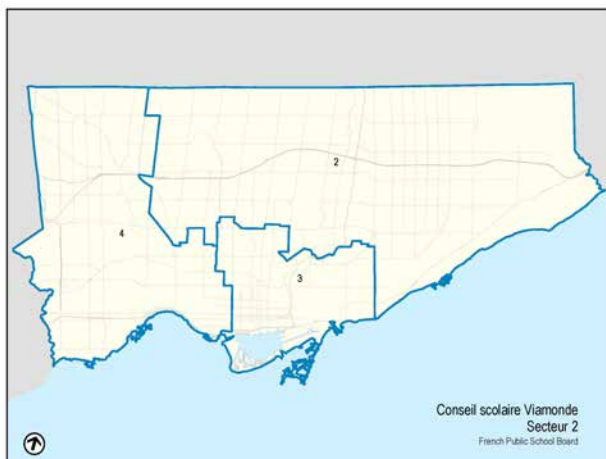 2
4
3
Conseil scolaire Viamonde
Secteur 2
French Public School Board